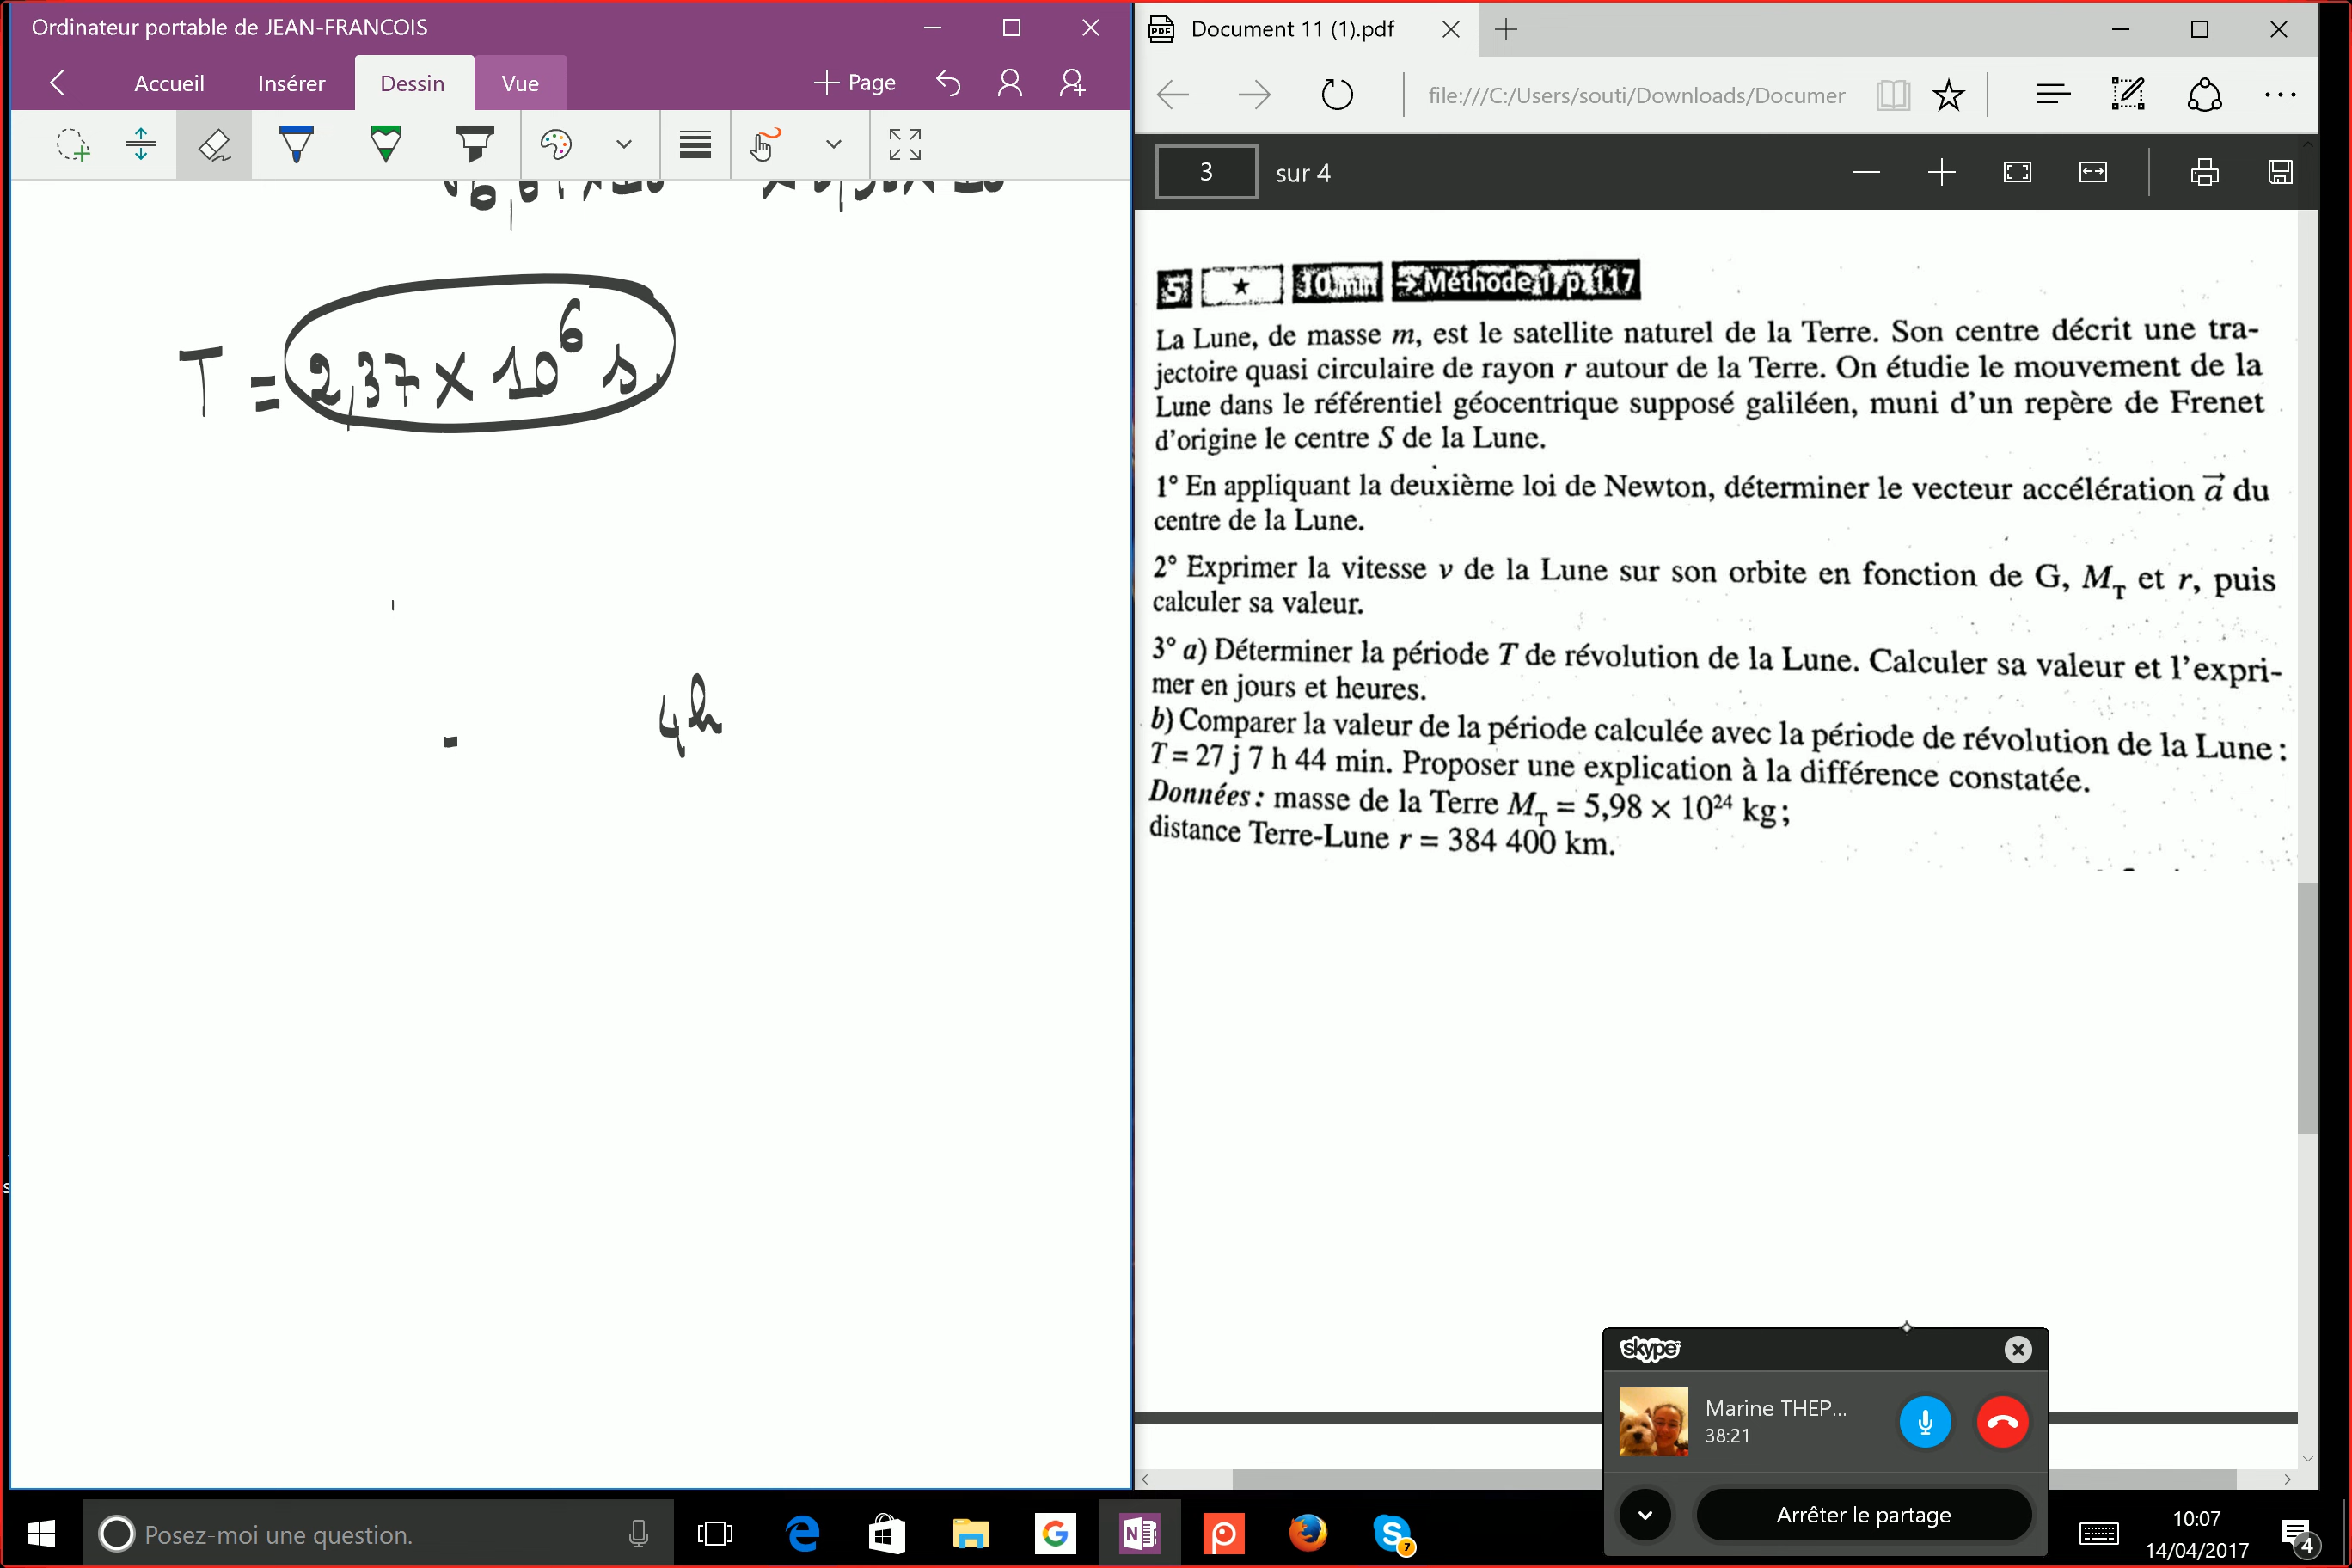 Ordinateur portable de JEAN-FRANCOIS
Accueil Insérer Dessin Vue Page
T = 2,37 × 10⁶ s.
4h
Document 11 (1).pdf
file:///C:/Users/souti/Downloads/Documer
3 sur 4
5 ★ 10 min → Méthode 1, p. 117
La Lune, de masse m, est le satellite naturel de la Terre. Son centre décrit une tra-
jectoire quasi circulaire de rayon r autour de la Terre. On étudie le mouvement de la
Lune dans le référentiel géocentrique supposé galiléen, muni d'un repère de Frenet
d'origine le centre S de la Lune.
1° En appliquant la deuxième loi de Newton, déterminer le vecteur accélération a⃗ du
centre de la Lune.
2° Exprimer la vitesse v de la Lune sur son orbite en fonction de G, M_T et r, puis
calculer sa valeur.
3° a) Déterminer la période T de révolution de la Lune. Calculer sa valeur et l'expri-
mer en jours et heures.
b) Comparer la valeur de la période calculée avec la période de révolution de la Lune :
T = 27 j 7 h 44 min. Proposer une explication à la différence constatée.
Données : masse de la Terre M_T = 5,98 × 10²⁴ kg ;
distance Terre-Lune r = 384 400 km.
skype
Marine THEP...
38:21
Arrêter le partage
Posez-moi une question.
N
7
10:07
14/04/2017
4